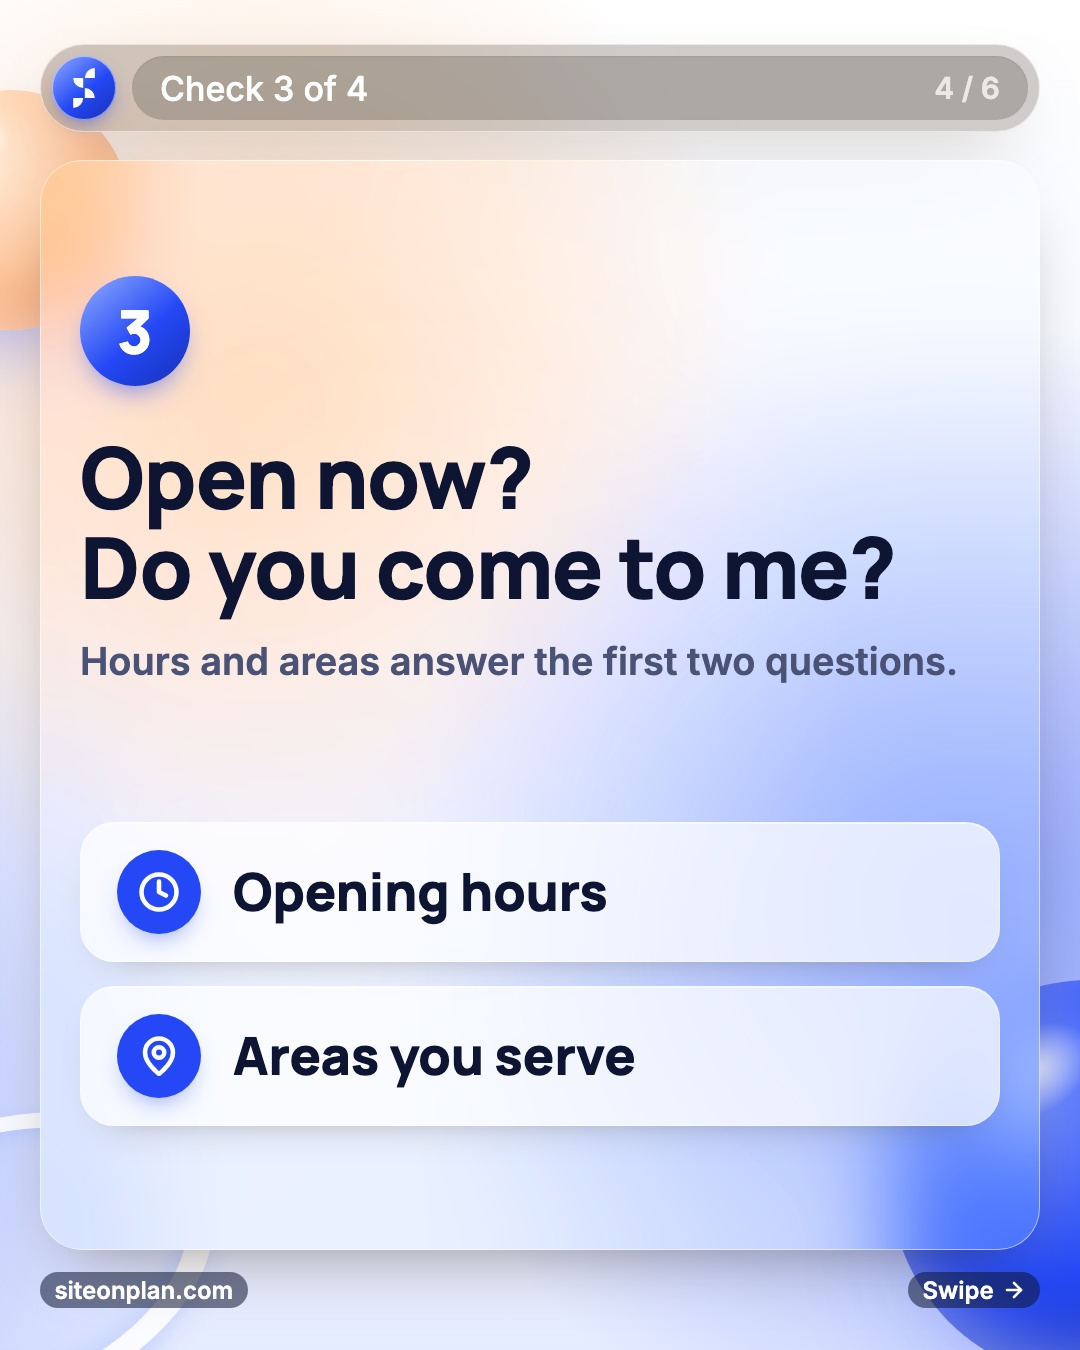 Check 3 of 4
4 / 6
3
Open now?
Do you come to me?
Hours and areas answer the first two questions.
Opening hours
Areas you serve
siteonplan.com
Swipe →